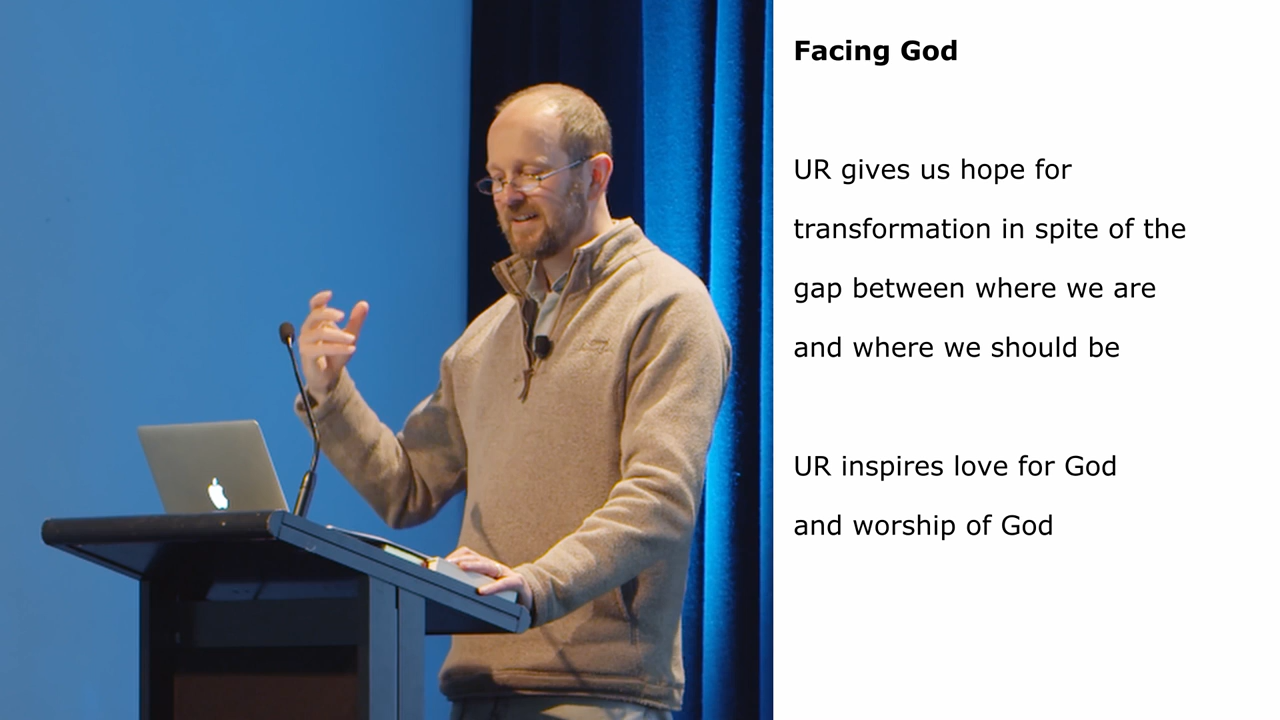 Facing God
UR gives us hope for
transformation in spite of the
gap between where we are
and where we should be
UR inspires love for God
and worship of God